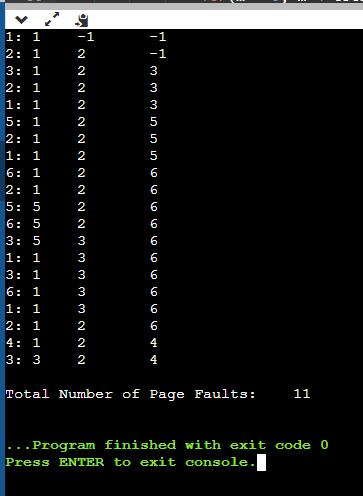 1: 1 -1 -1
2: 1 2 -1
3: 1 2 3
2: 1 2 3
1: 1 2 3
5: 1 2 5
2: 1 2 5
1: 1 2 5
6: 1 2 6
2: 1 2 6
5: 5 2 6
6: 5 2 6
3: 5 3 6
1: 1 3 6
3: 1 3 6
6: 1 3 6
1: 1 3 6
2: 1 2 6
4: 1 2 4
3: 3 2 4
Total Number of Page Faults: 11
...Program finished with exit code 0
Press ENTER to exit console.